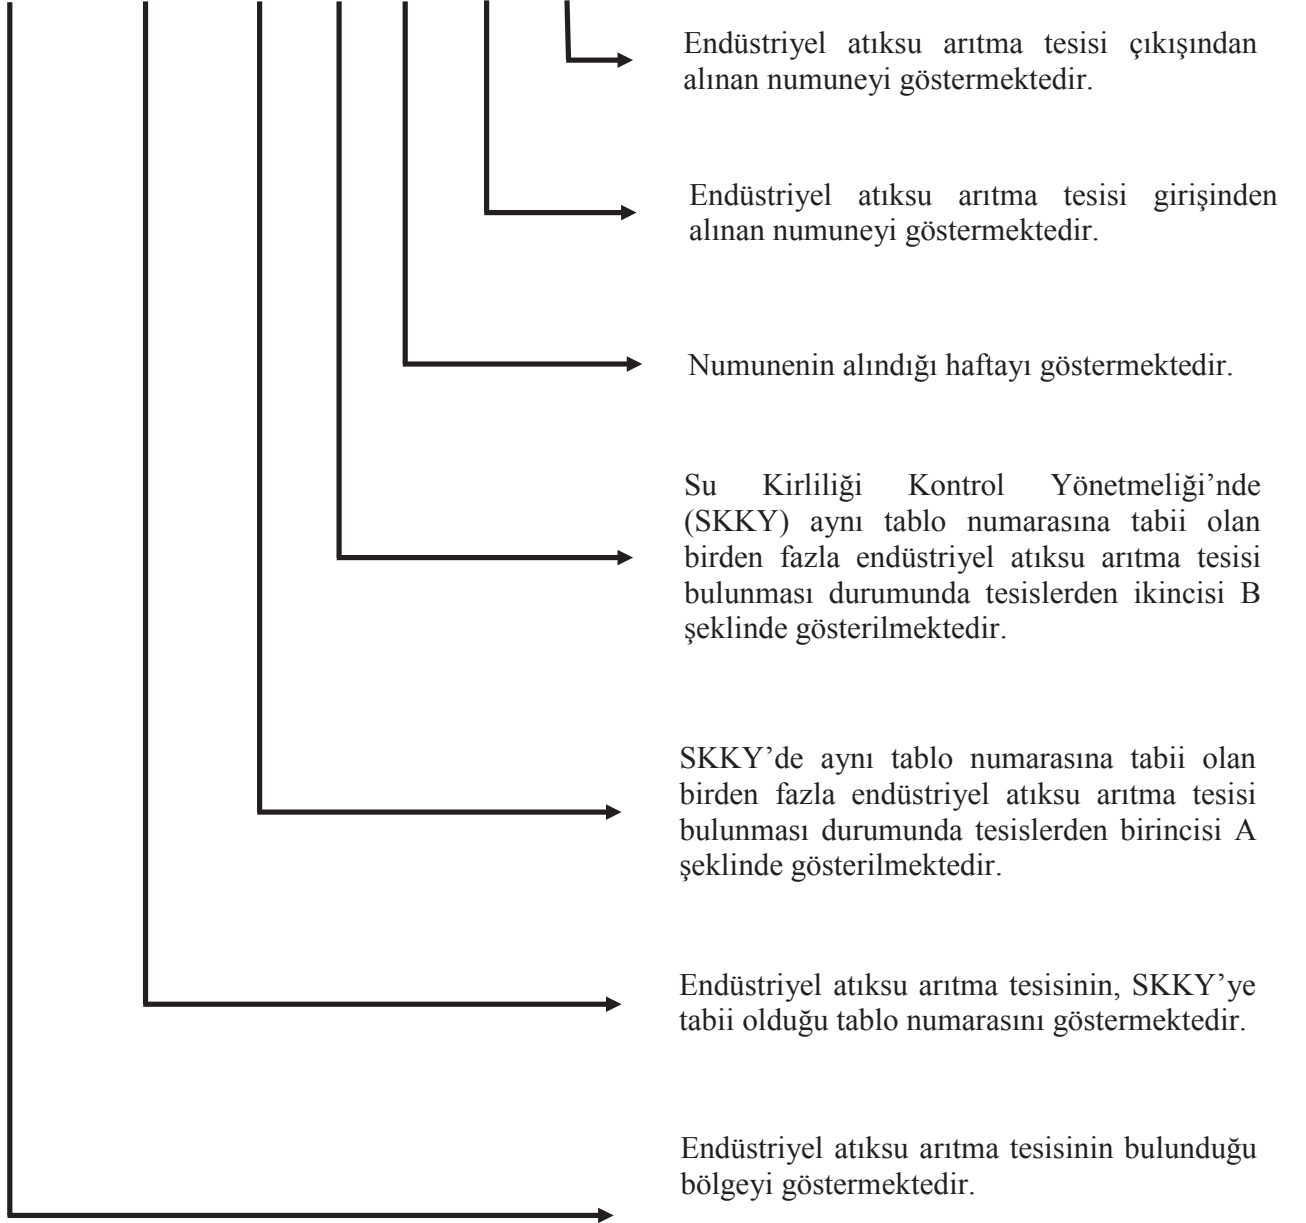 Endüstriyel atıksu arıtma tesisi çıkışından
alınan numuneyi göstermektedir.
Endüstriyel atıksu arıtma tesisi girişinden
alınan numuneyi göstermektedir.
Numunenin alındığı haftayı göstermektedir.
Su Kirliliği Kontrol Yönetmeliği’nde
(SKKY) aynı tablo numarasına tabii olan
birden fazla endüstriyel atıksu arıtma tesisi
bulunması durumunda tesislerden ikincisi B
şeklinde gösterilmektedir.
SKKY’de aynı tablo numarasına tabii olan
birden fazla endüstriyel atıksu arıtma tesisi
bulunması durumunda tesislerden birincisi A
şeklinde gösterilmektedir.
Endüstriyel atıksu arıtma tesisinin, SKKY’ye
tabii olduğu tablo numarasını göstermektedir.
Endüstriyel atıksu arıtma tesisinin bulunduğu
bölgeyi göstermektedir.